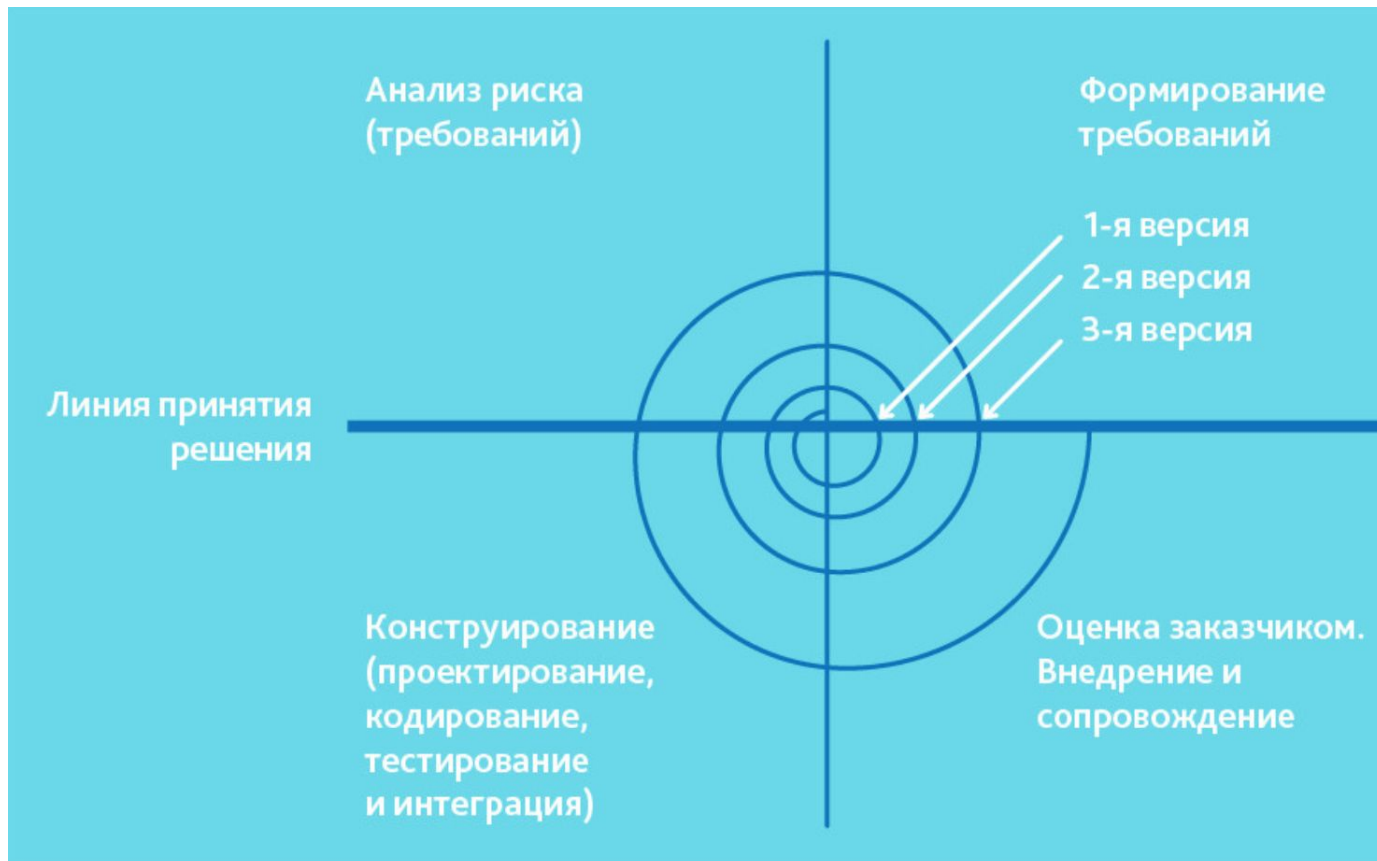 Анализ риска
(требований)
Формирование
требований
1-я версия
2-я версия
3-я версия
Линия принятия
решения
Конструирование
(проектирование,
кодирование,
тестирование
и интеграция)
Оценка заказчиком.
Внедрение и
сопровождение